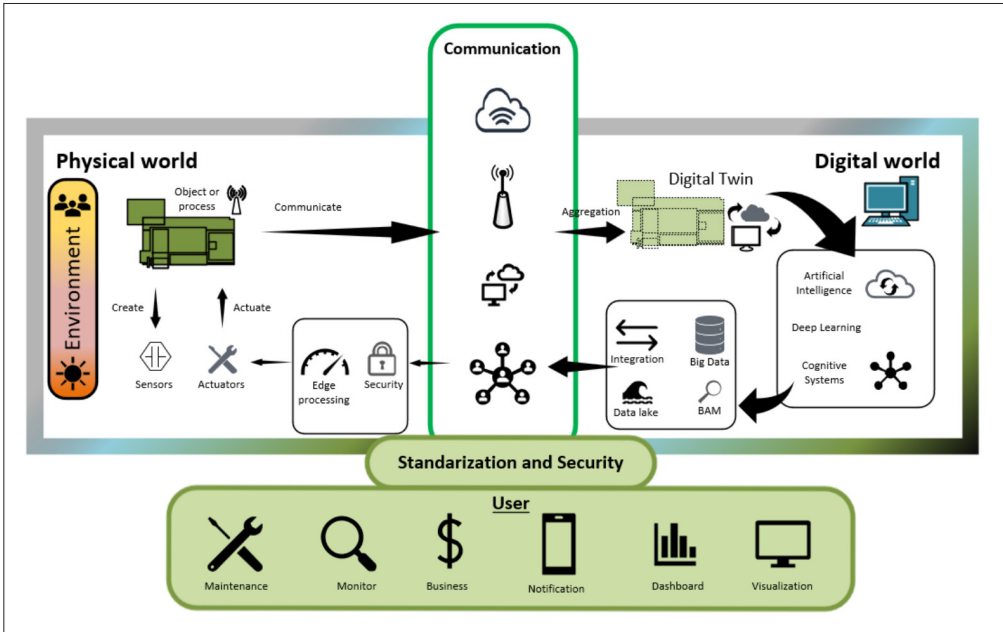 Communication
Physical world
Digital world
Environment
Object or
process
Communicate
Aggregation
Digital Twin
Create
Actuate
Sensors
Actuators
Edge
processing
Security
Integration
Big Data
Data lake
BAM
Artificial
Intelligence
Deep Learning
Cognitive
Systems
Standarization and Security
User
Maintenance
Monitor
Business
Notification
Dashboard
Visualization